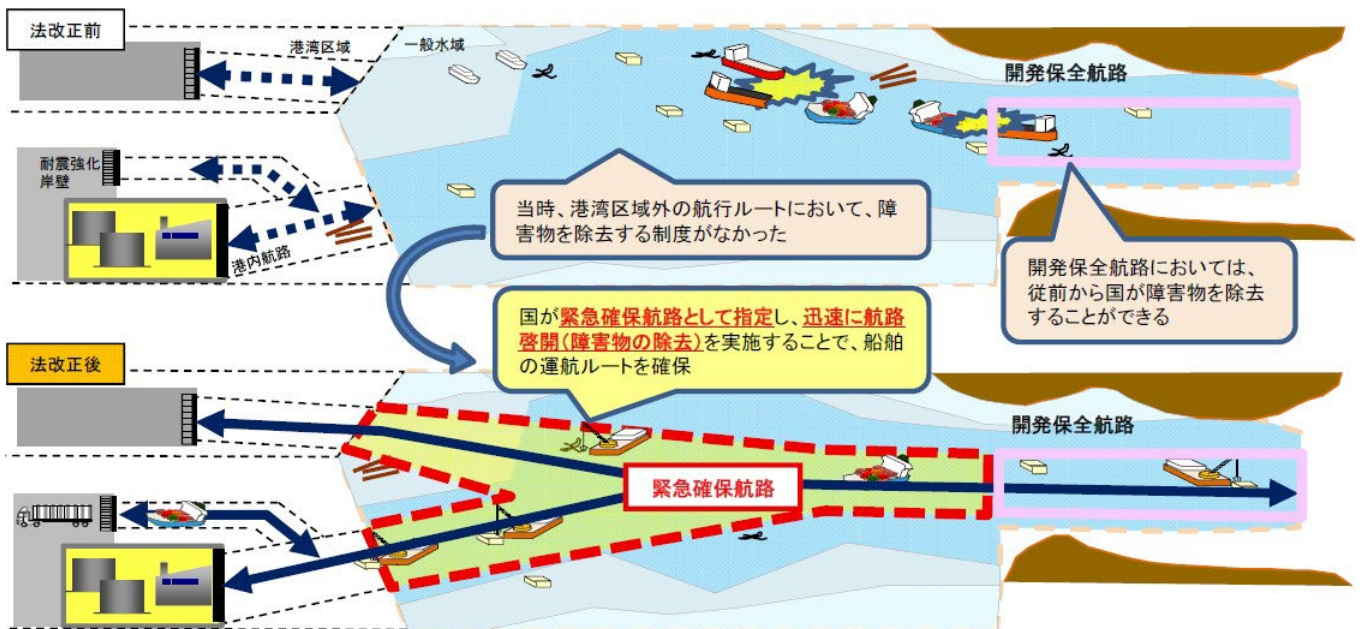 法改正前
港湾区域
一般水域
開発保全航路
耐震強化
岸壁
港内航路
当時、港湾区域外の航行ルートにおいて、障
害物を除去する制度がなかった
開発保全航路においては、
従前から国が障害物を除去
することができる
国が緊急確保航路として指定し、迅速に航路
啓開(障害物の除去)を実施することで、船舶
の運航ルートを確保
法改正後
開発保全航路
緊急確保航路